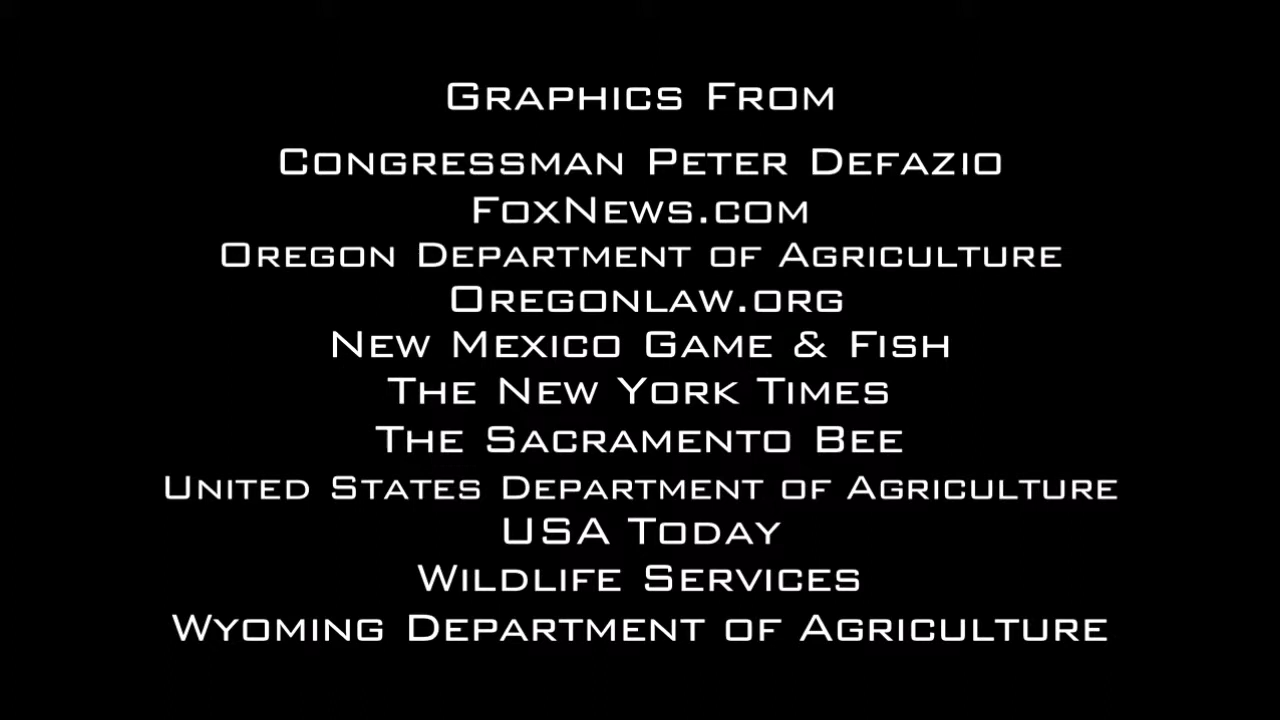 Graphics From
Congressman Peter Defazio
FoxNews.com
Oregon Department of Agriculture
Oregonlaw.org
New Mexico Game & Fish
The New York Times
The Sacramento Bee
United States Department of Agriculture
USA Today
Wildlife Services
Wyoming Department of Agriculture